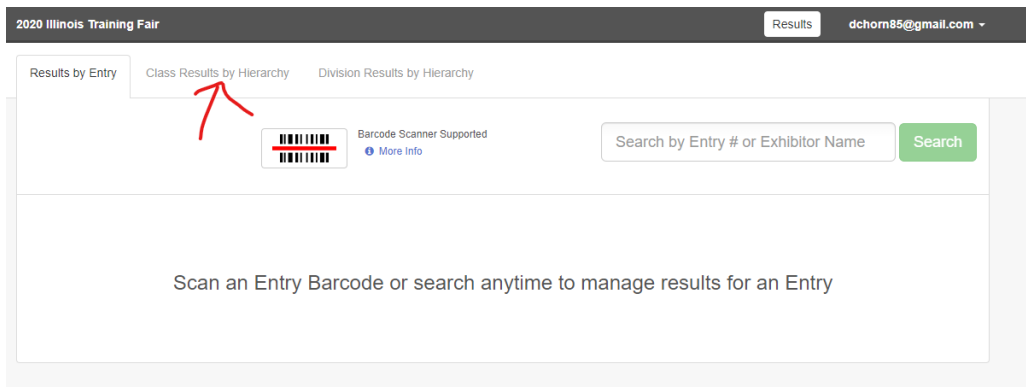 2020 Illinois Training Fair
Results
dchorn85@gmail.com
Results by Entry
Class Results by Hierarchy
Division Results by Hierarchy
Barcode Scanner Supported
More Info
Search by Entry # or Exhibitor Name
Search
Scan an Entry Barcode or search anytime to manage results for an Entry